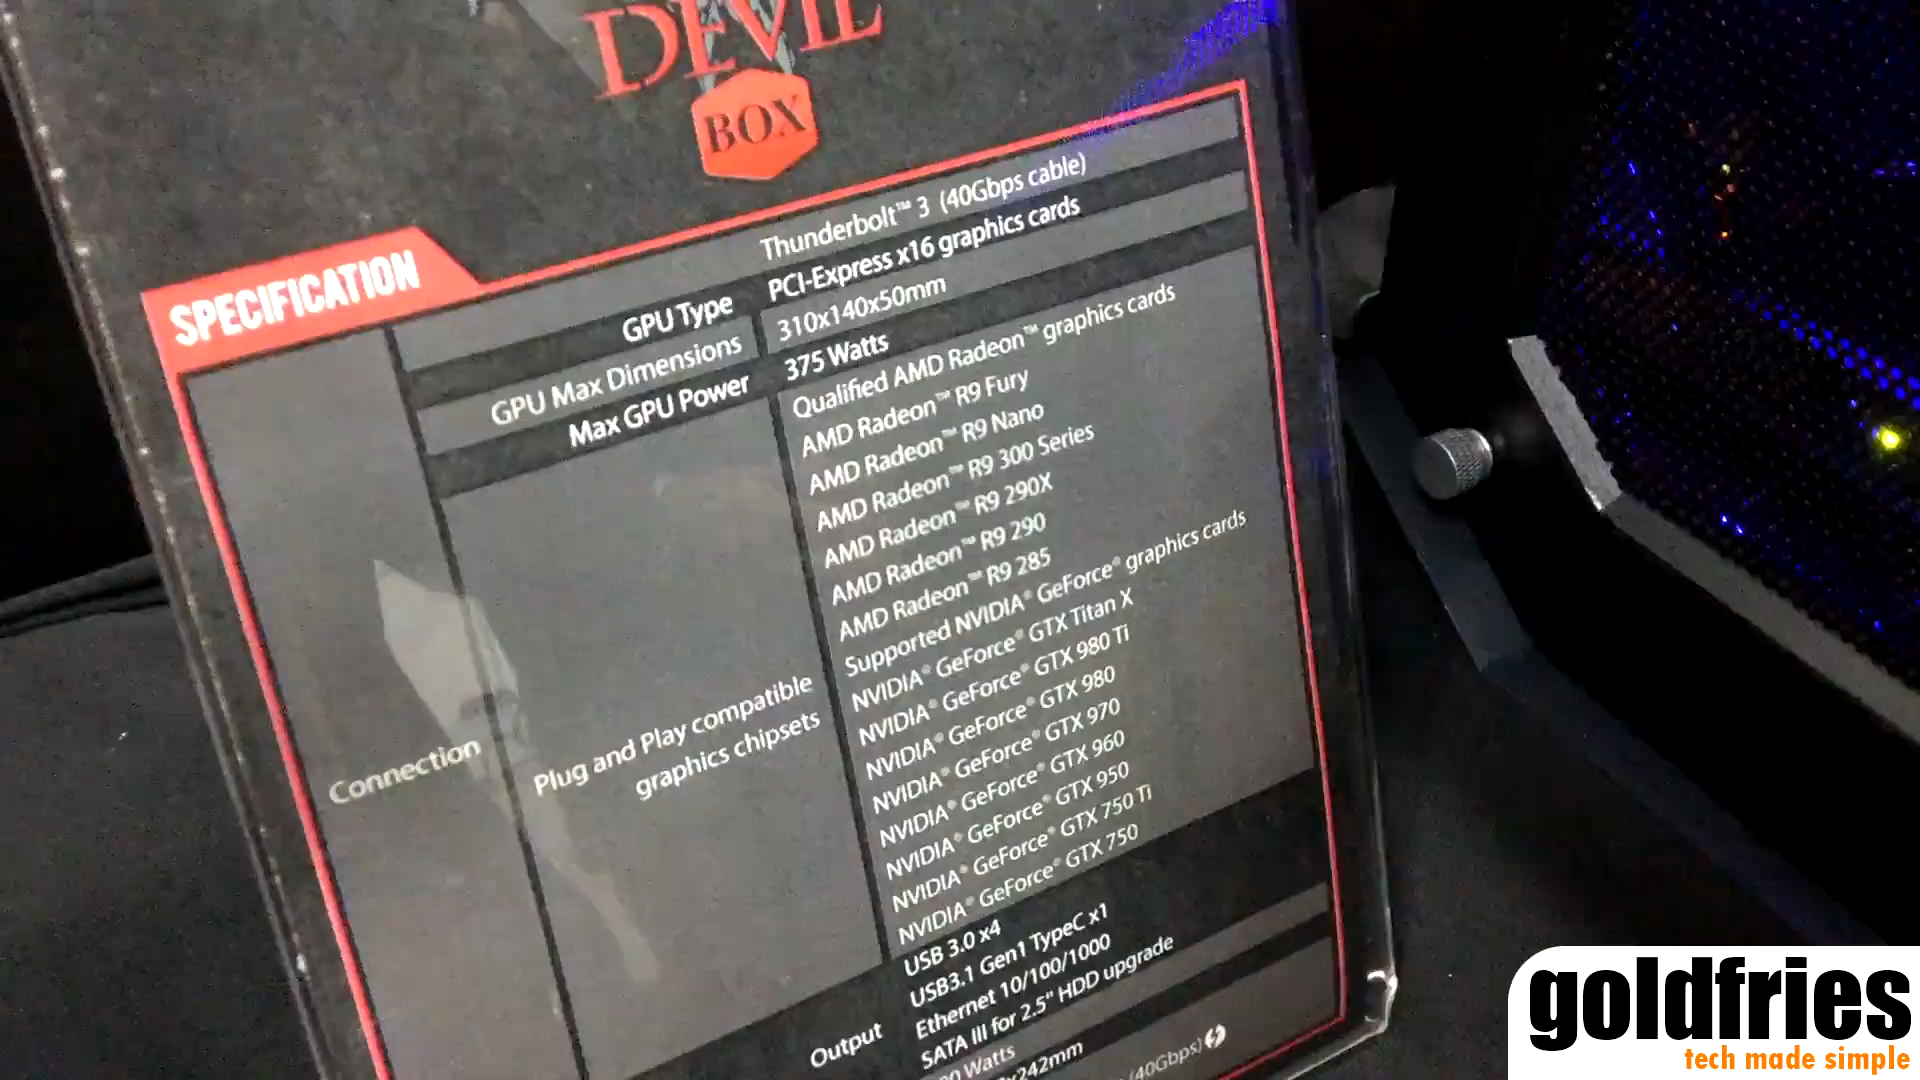 DEVIL
BOX
SPECIFICATION
Thunderbolt™ 3 (40Gbps cable)
GPU Type PCI-Express x16 graphics cards
GPU Max Dimensions 310x140x50mm
Max GPU Power 375 Watts
Connection
Plug and Play compatible
graphics chipsets
Qualified AMD Radeon™ graphics cards
AMD Radeon™ R9 Fury
AMD Radeon™ R9 Nano
AMD Radeon™ R9 300 Series
AMD Radeon™ R9 290X
AMD Radeon™ R9 290
AMD Radeon™ R9 285
Supported NVIDIA® GeForce® graphics cards
NVIDIA® GeForce® GTX Titan X
NVIDIA® GeForce® GTX 980 Ti
NVIDIA® GeForce® GTX 980
NVIDIA® GeForce® GTX 970
NVIDIA® GeForce® GTX 960
NVIDIA® GeForce® GTX 950
NVIDIA® GeForce® GTX 750 Ti
NVIDIA® GeForce® GTX 750
Output
USB 3.0 x4
USB3.1 Gen1 TypeC x1
Ethernet 10/100/1000
SATA III for 2.5" HDD upgrade
Watts
x242mm
(40Gbps)
goldfries
tech made simple